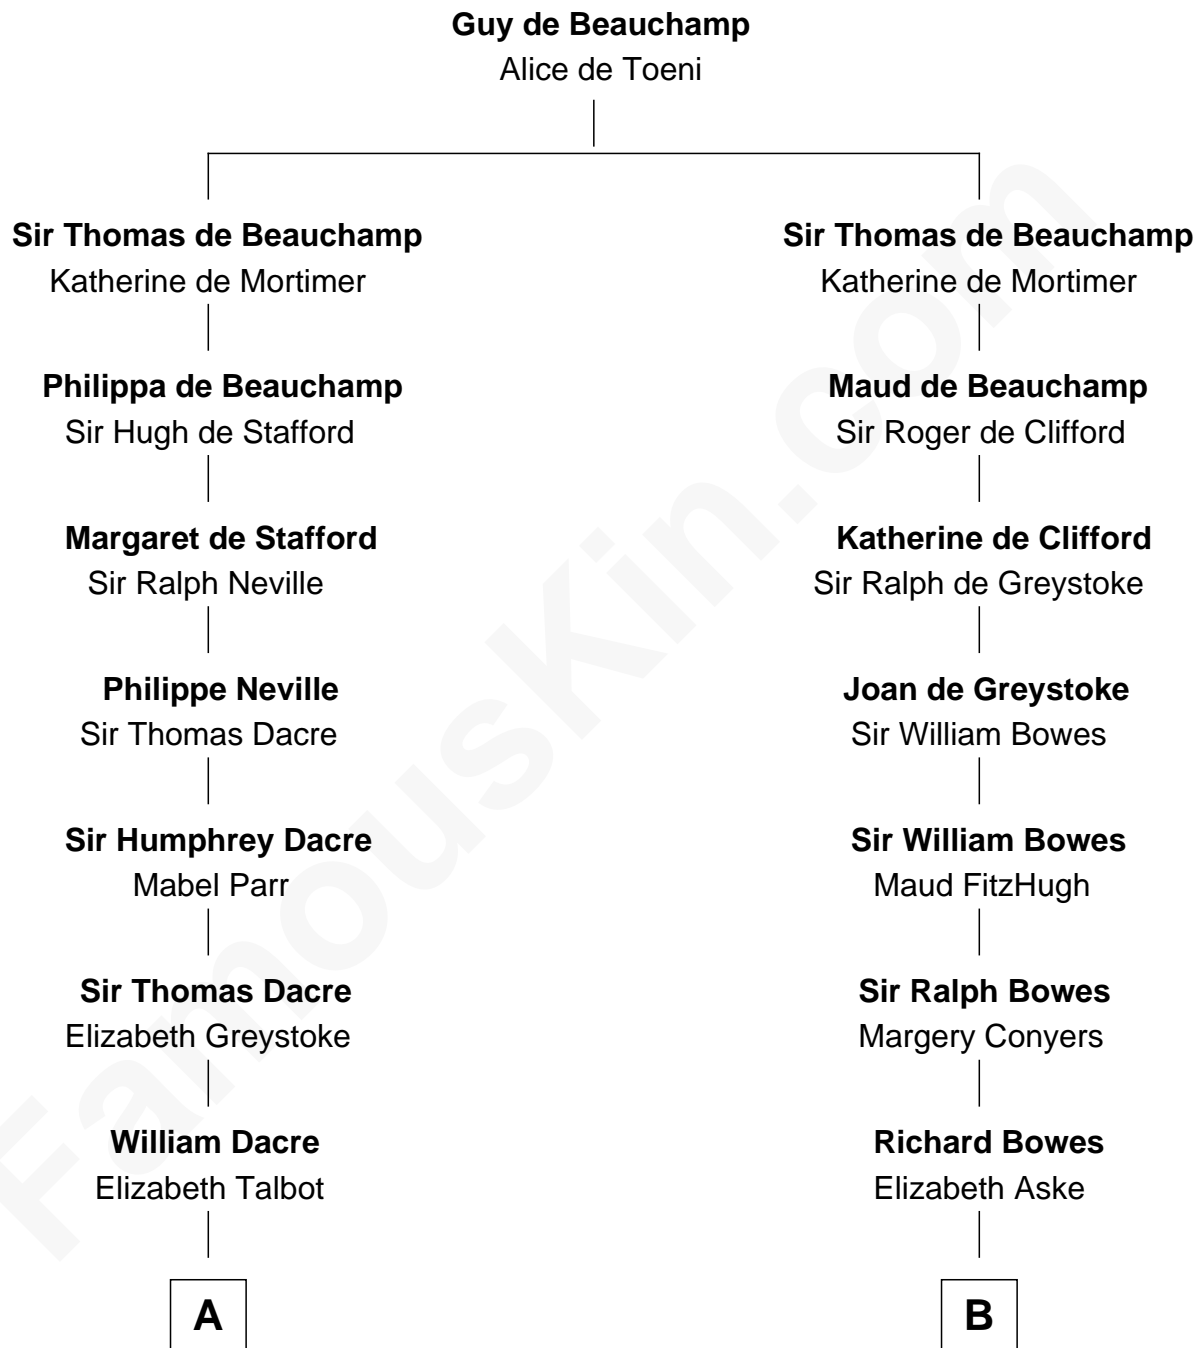 Guy de Beauchamp
Alice de Toeni
Sir Thomas de Beauchamp
Katherine de Mortimer
Philippa de Beauchamp
Sir Hugh de Stafford
Margaret de Stafford
Sir Ralph Neville
Philippe Neville
Sir Thomas Dacre
Sir Humphrey Dacre
Mabel Parr
Sir Thomas Dacre
Elizabeth Greystoke
William Dacre
Elizabeth Talbot
A
Sir Thomas de Beauchamp
Katherine de Mortimer
Maud de Beauchamp
Sir Roger de Clifford
Katherine de Clifford
Sir Ralph de Greystoke
Joan de Greystoke
Sir William Bowes
Sir William Bowes
Maud FitzHugh
Sir Ralph Bowes
Margery Conyers
Richard Bowes
Elizabeth Aske
B
FamousKin.com